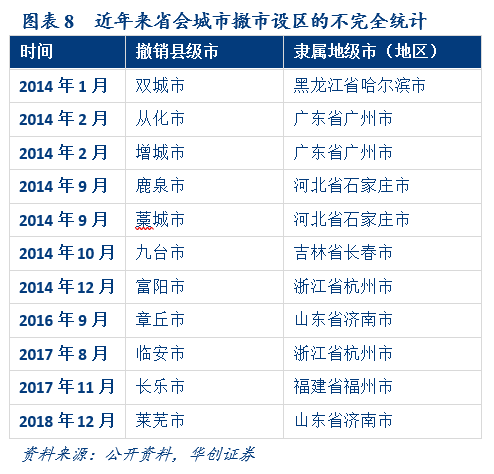 图表 8 近年来省会城市撤市设区的不完全统计
时间 撤销县级市 隶属地级市（地区）
2014 年 1 月 双城市 黑龙江省哈尔滨市
2014 年 2 月 从化市 广东省广州市
2014 年 2 月 增城市 广东省广州市
2014 年 9 月 鹿泉市 河北省石家庄市
2014 年 9 月 藁城市 河北省石家庄市
2014 年 10 月 九台市 吉林省长春市
2014 年 12 月 富阳市 浙江省杭州市
2016 年 9 月 章丘市 山东省济南市
2017 年 8 月 临安市 浙江省杭州市
2017 年 11 月 长乐市 福建省福州市
2018 年 12 月 莱芜市 山东省济南市
资料来源：公开资料，华创证券